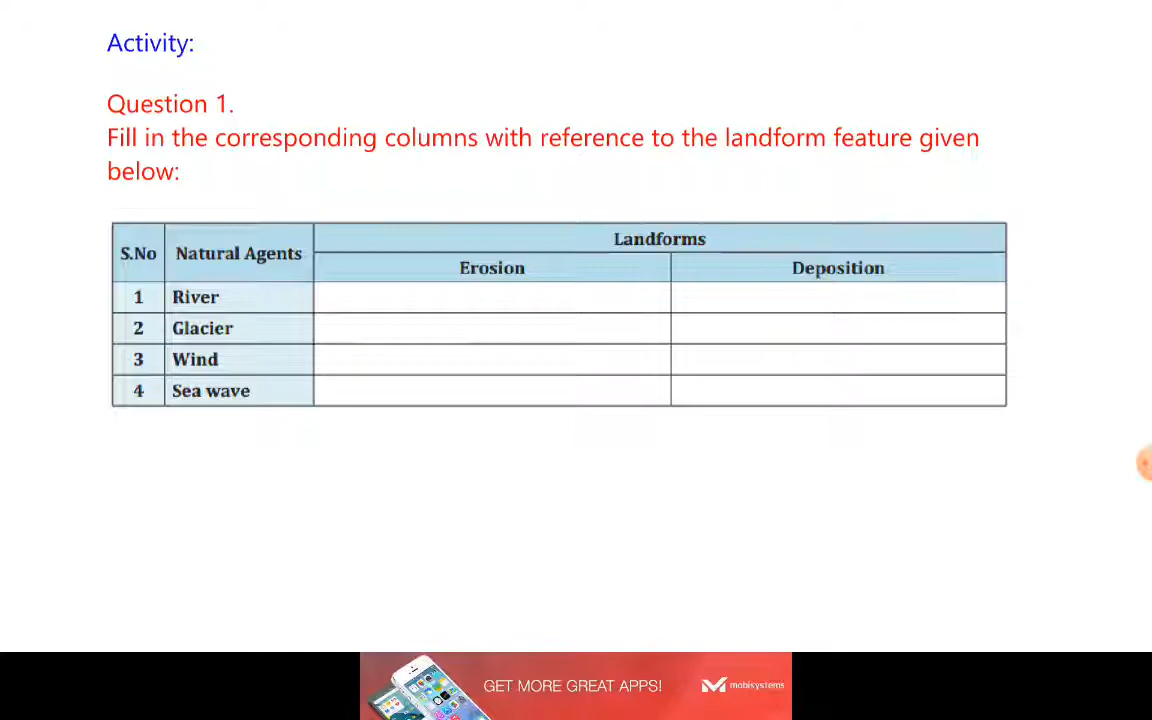 Activity:
Question 1.
Fill in the corresponding columns with reference to the landform feature given
below:
S.No Natural Agents Landforms
Erosion Deposition
1 River
2 Glacier
3 Wind
4 Sea wave
GET MORE GREAT APPS! mobisystems